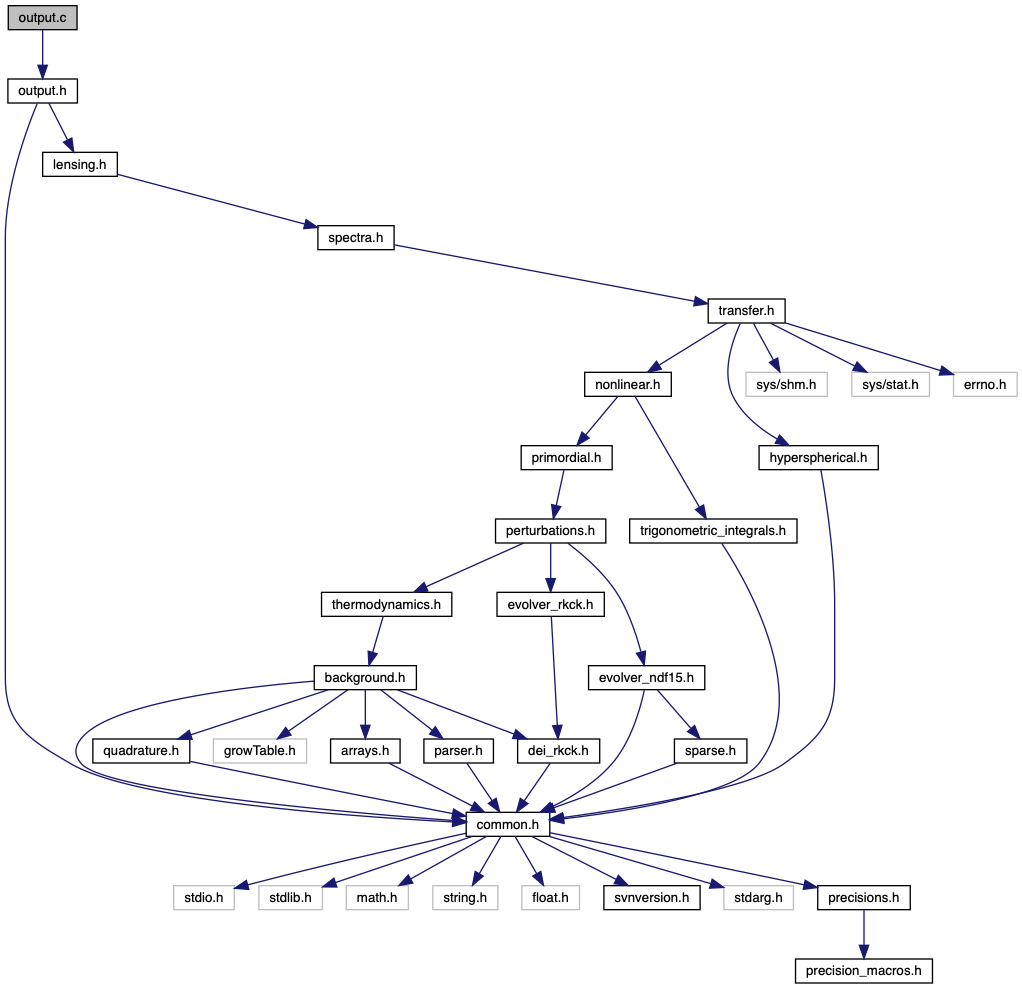 output.c
output.h
lensing.h
spectra.h
transfer.h
nonlinear.h
sys/shm.h
sys/stat.h
errno.h
primordial.h
hyperspherical.h
perturbations.h
trigonometric_integrals.h
thermodynamics.h
evolver_rkck.h
background.h
evolver_ndf15.h
quadrature.h
growTable.h
arrays.h
parser.h
dei_rkck.h
sparse.h
common.h
stdio.h
stdlib.h
math.h
string.h
float.h
svnversion.h
stdarg.h
precisions.h
precision_macros.h